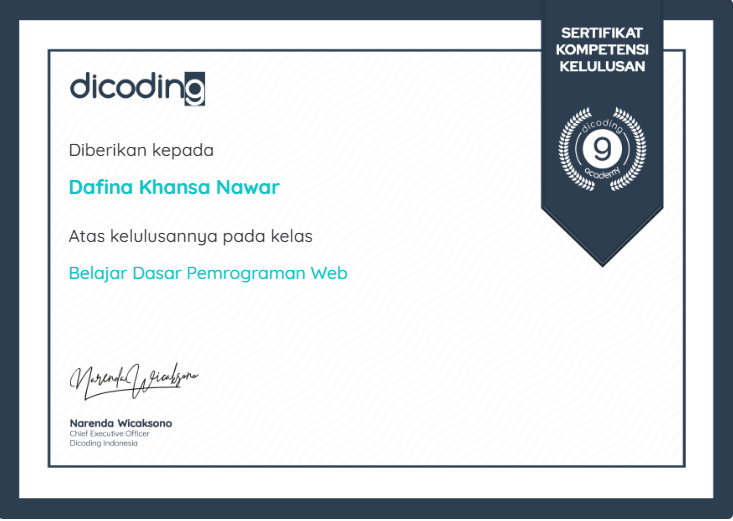 SERTIFIKAT
KOMPETENSI
KELULUSAN
dicoding
academy
dicoding
Diberikan kepada
Dafina Khansa Nawar
Atas kelulusannya pada kelas
Belajar Dasar Pemrograman Web
Narenda Wicaksono
Narenda Wicaksono
Chief Executive Officer
Dicoding Indonesia